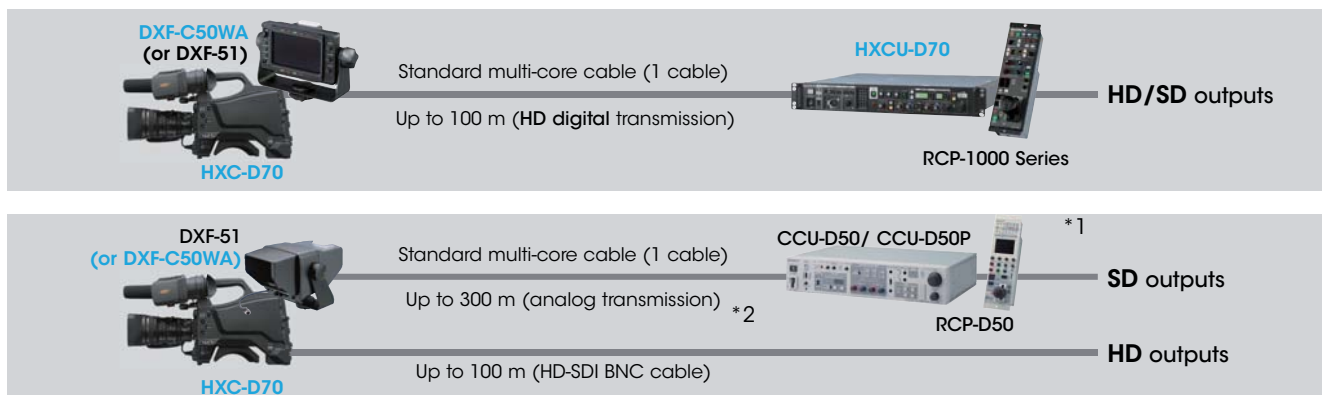 DXF-C50WA
(or DXF-51)
HXC-D70
Standard multi-core cable (1 cable)
Up to 100 m (HD digital transmission)
HXCU-D70
RCP-1000 Series
HD/SD outputs
DXF-51
(or DXF-C50WA)
HXC-D70
Standard multi-core cable (1 cable)
Up to 300 m (analog transmission) *2
CCU-D50/ CCU-D50P
RCP-D50
*1
SD outputs
Up to 100 m (HD-SDI BNC cable)
HD outputs